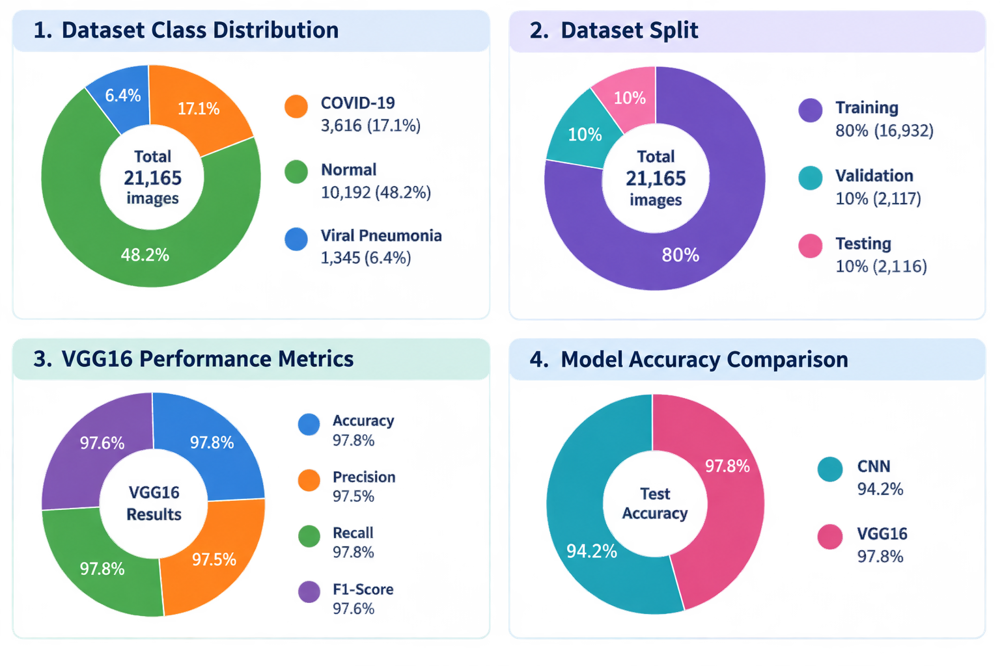 1. Dataset Class Distribution
6.4%
17.1%
48.2%
Total
21,165
images
COVID-19
3,616 (17.1%)
Normal
10,192 (48.2%)
Viral Pneumonia
1,345 (6.4%)
2. Dataset Split
10%
10%
80%
Total
21,165
images
Training
80% (16,932)
Validation
10% (2,117)
Testing
10% (2,116)
3. VGG16 Performance Metrics
97.6%
97.8%
97.8%
97.5%
VGG16
Results
Accuracy
97.8%
Precision
97.5%
Recall
97.8%
F1-Score
97.6%
4. Model Accuracy Comparison
97.8%
94.2%
Test
Accuracy
CNN
94.2%
VGG16
97.8%